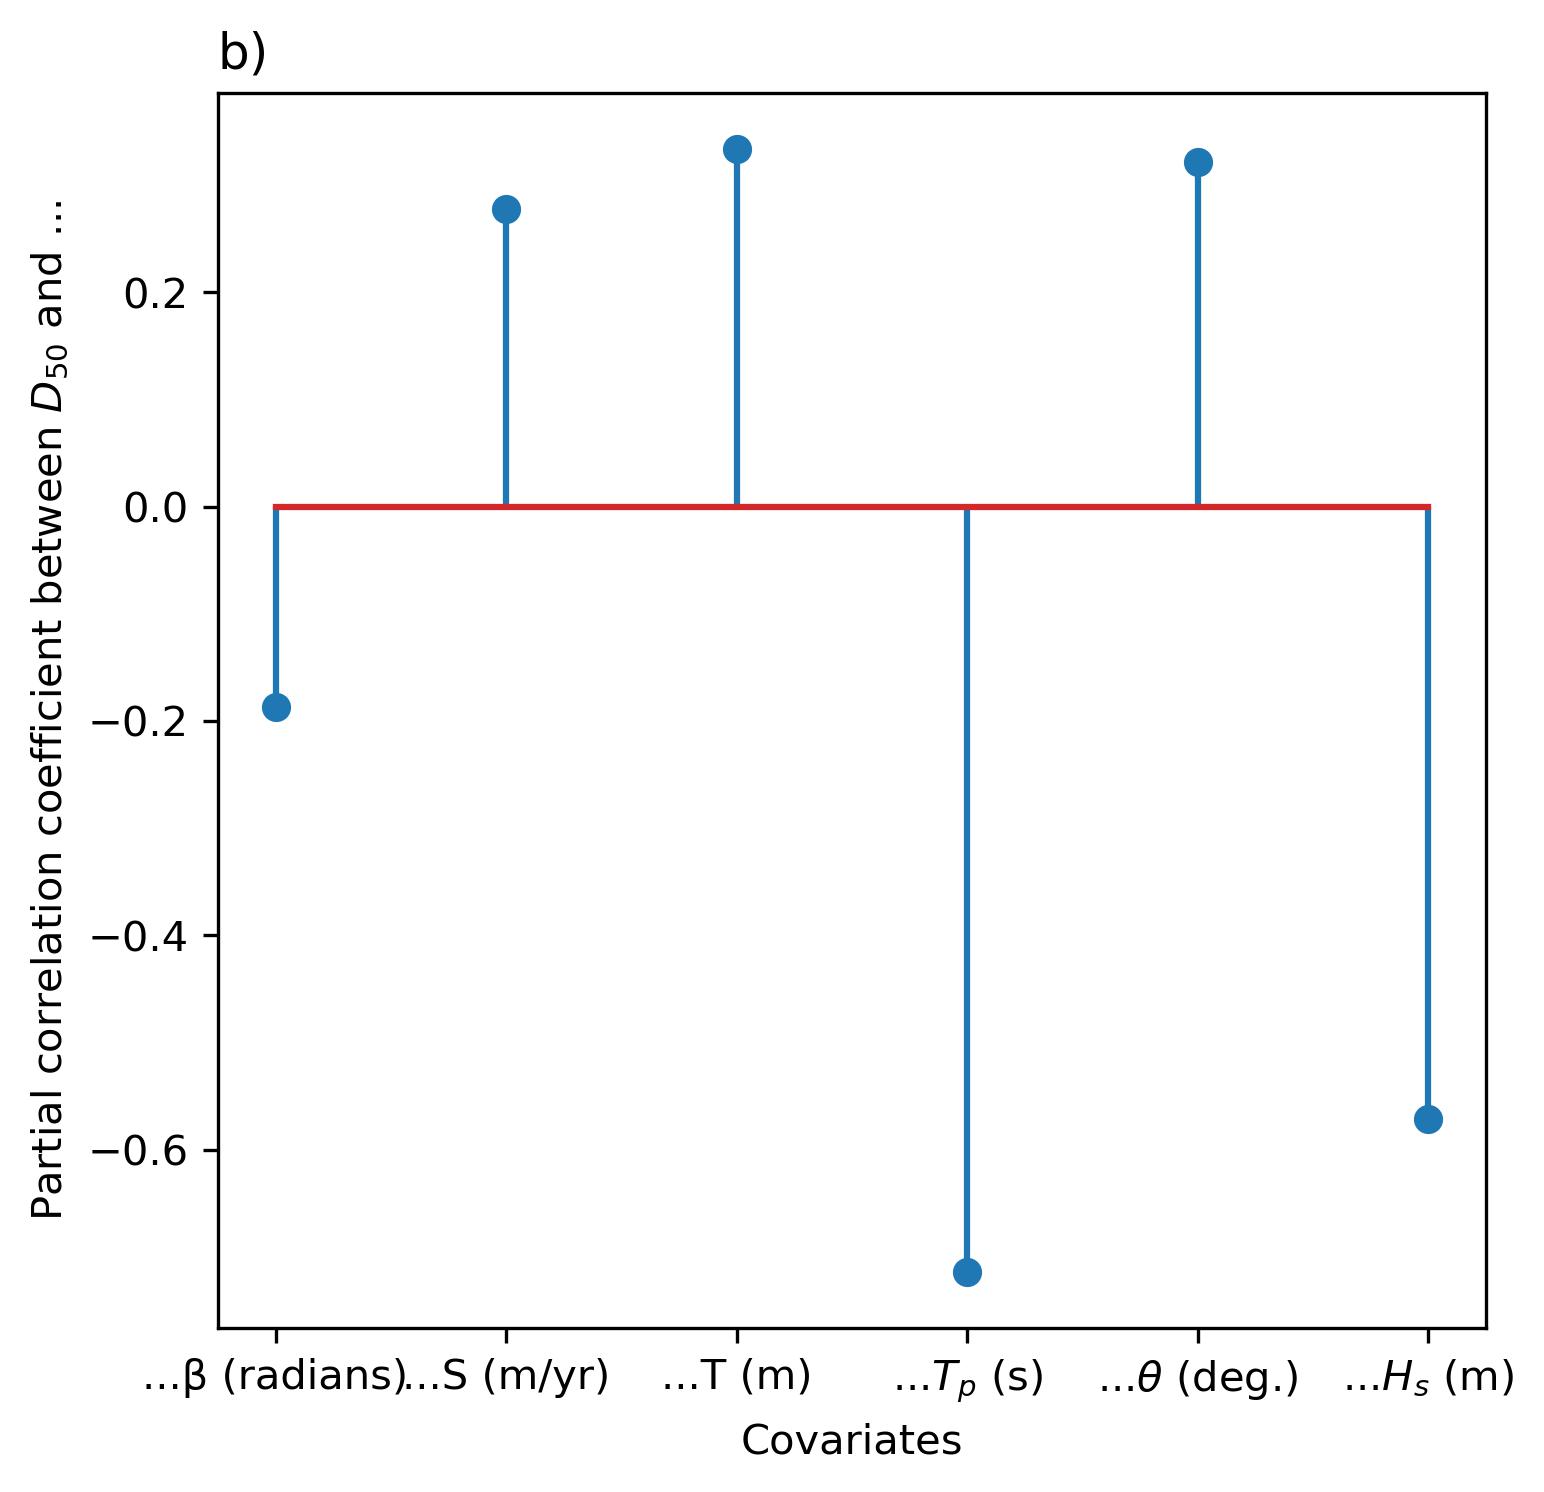 b)
Partial correlation coefficient between D50 and ...
0.2
0.0
−0.2
−0.4
−0.6
...β (radians) ...S (m/yr) ...T (m) ...Tp (s) ...θ (deg.) ...Hs (m)
Covariates